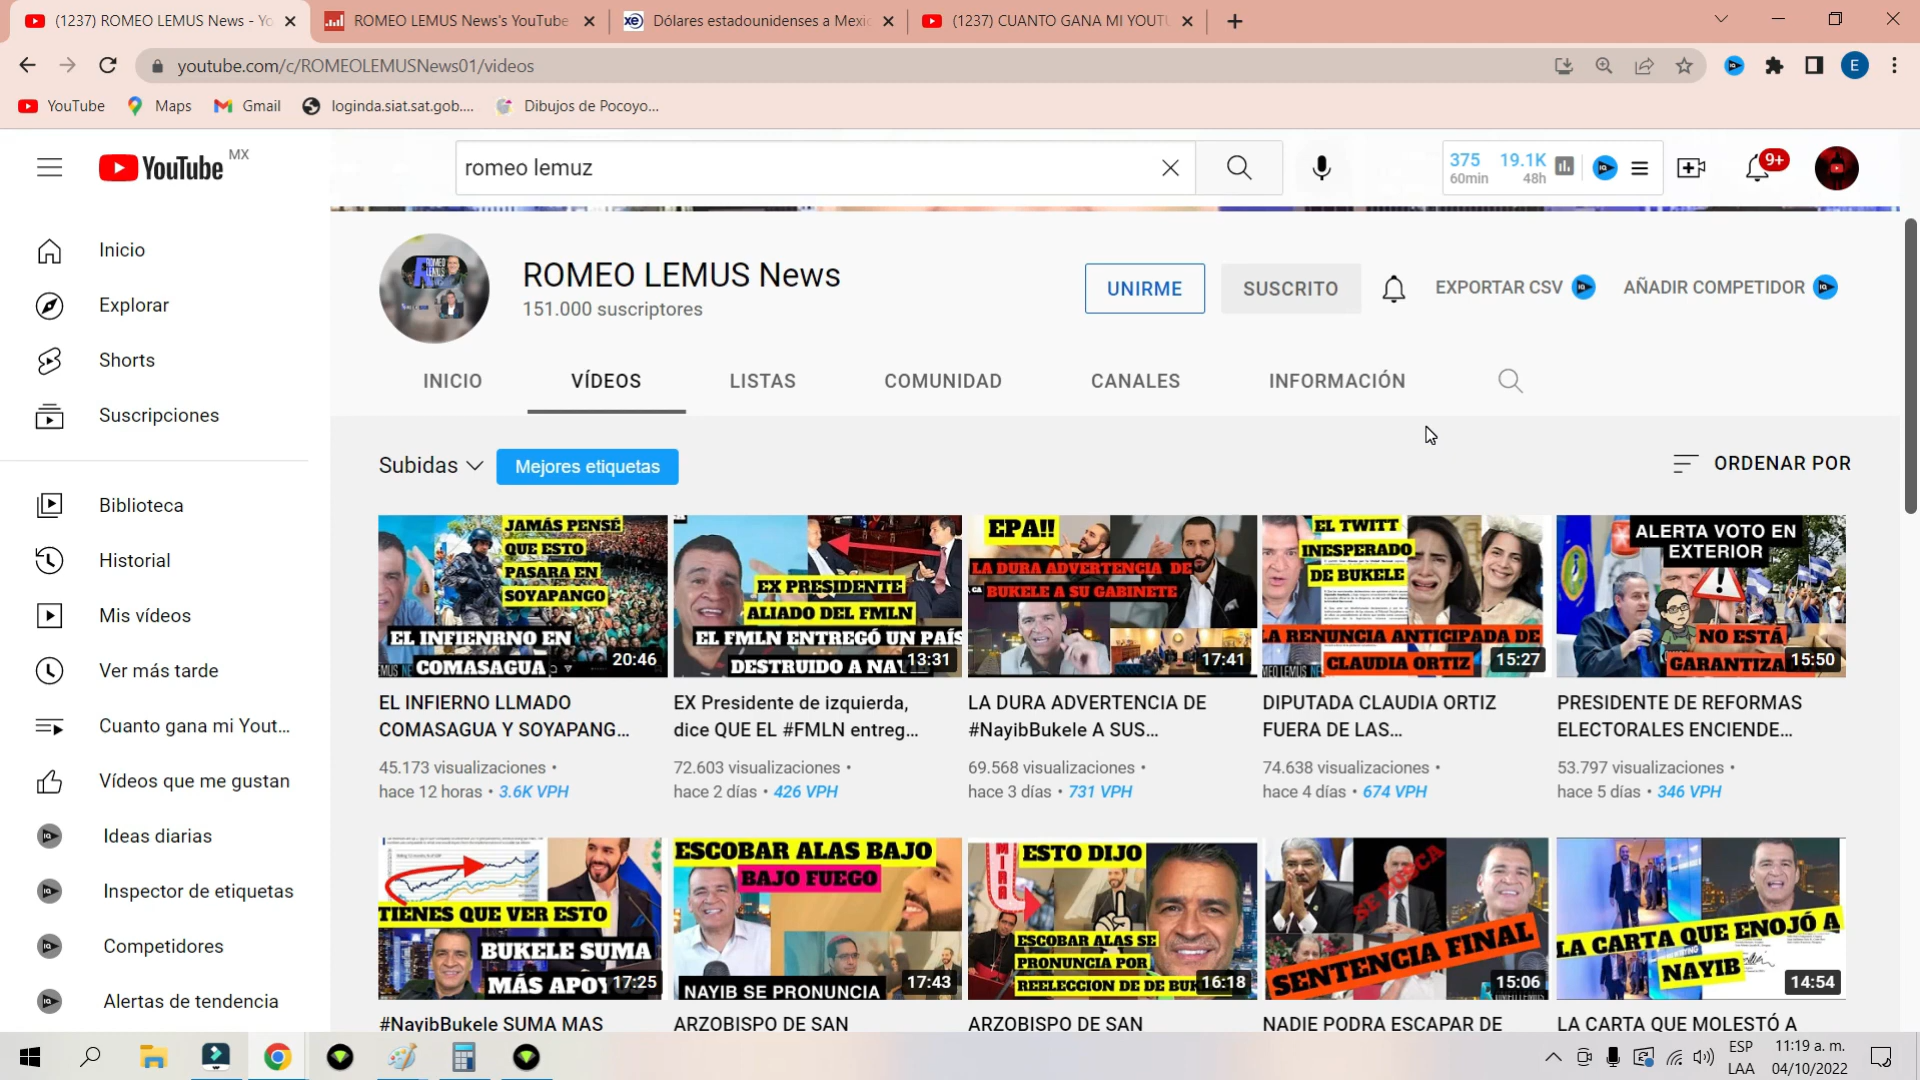 (1237) ROMEO LEMUS News - Yo
ROMEO LEMUS News's YouTube
Dólares estadounidenses a Mexic
(1237) CUANTO GANA MI YOUTU
youtube.com/c/ROMEOLEMUSNews01/videos
E
YouTube
Maps
Gmail
loginda.siat.sat.gob....
Dibujos de Pocoyo...
YouTube MX
romeo lemuz
375 60min
19.1K 48h
9+
Inicio
Explorar
Shorts
Suscripciones
Biblioteca
Historial
Mis vídeos
Ver más tarde
Cuanto gana mi Yout...
Vídeos que me gustan
Ideas diarias
Inspector de etiquetas
Competidores
Alertas de tendencia
ROMEO LEMUS News
151.000 suscriptores
UNIRME
SUSCRITO
EXPORTAR CSV
AÑADIR COMPETIDOR
INICIO
VÍDEOS
LISTAS
COMUNIDAD
CANALES
INFORMACIÓN
Subidas
Mejores etiquetas
ORDENAR POR
JAMÁS PENSÉ
QUE ESTO
PASARA EN
SOYAPANGO
EL INFIENRNO EN
COMASAGUA
20:46
EL INFIERNO LLMADO
COMASAGUA Y SOYAPANG...
45.173 visualizaciones •
hace 12 horas • 3.6K VPH
EX PRESIDENTE
ALIADO DEL FMLN
EL FMLN ENTREGÓ UN PAÍS
DESTRUIDO A NAY
13:31
EX Presidente de izquierda,
dice QUE EL #FMLN entreg...
72.603 visualizaciones •
hace 2 días • 426 VPH
EPA!!
LA DURA ADVERTENCIA DE
BUKELE A SU GABINETE
17:41
LA DURA ADVERTENCIA DE
#NayibBukele A SUS...
69.568 visualizaciones •
hace 3 días • 731 VPH
EL TWITT
INESPERADO
DE BUKELE
LA RENUNCIA ANTICIPADA DE
CLAUDIA ORTIZ
15:27
DIPUTADA CLAUDIA ORTIZ
FUERA DE LAS...
74.638 visualizaciones •
hace 4 días • 674 VPH
ALERTA VOTO EN
EXTERIOR
NO ESTÁ
GARANTIZA
15:50
PRESIDENTE DE REFORMAS
ELECTORALES ENCIENDE...
53.797 visualizaciones •
hace 5 días • 346 VPH
TIENES QUE VER ESTO
BUKELE SUMA
MÁS APOY
17:25
#NayibBukele SUMA MAS
ESCOBAR ALAS BAJO
BAJO FUEGO
NAYIB SE PRONUNCIA
17:43
ARZOBISPO DE SAN
MIRA
ESTO DIJO
ESCOBAR ALAS SE
PRONUNCIA POR
REELECCION DE DE BUK
16:18
ARZOBISPO DE SAN
SE BUSCA
SENTENCIA FINAL
15:06
NADIE PODRA ESCAPAR DE
LA CARTA QUE ENOJÓ A
NAYIB
14:54
LA CARTA QUE MOLESTÓ A
ESP
LAA
11:19 a. m.
04/10/2022